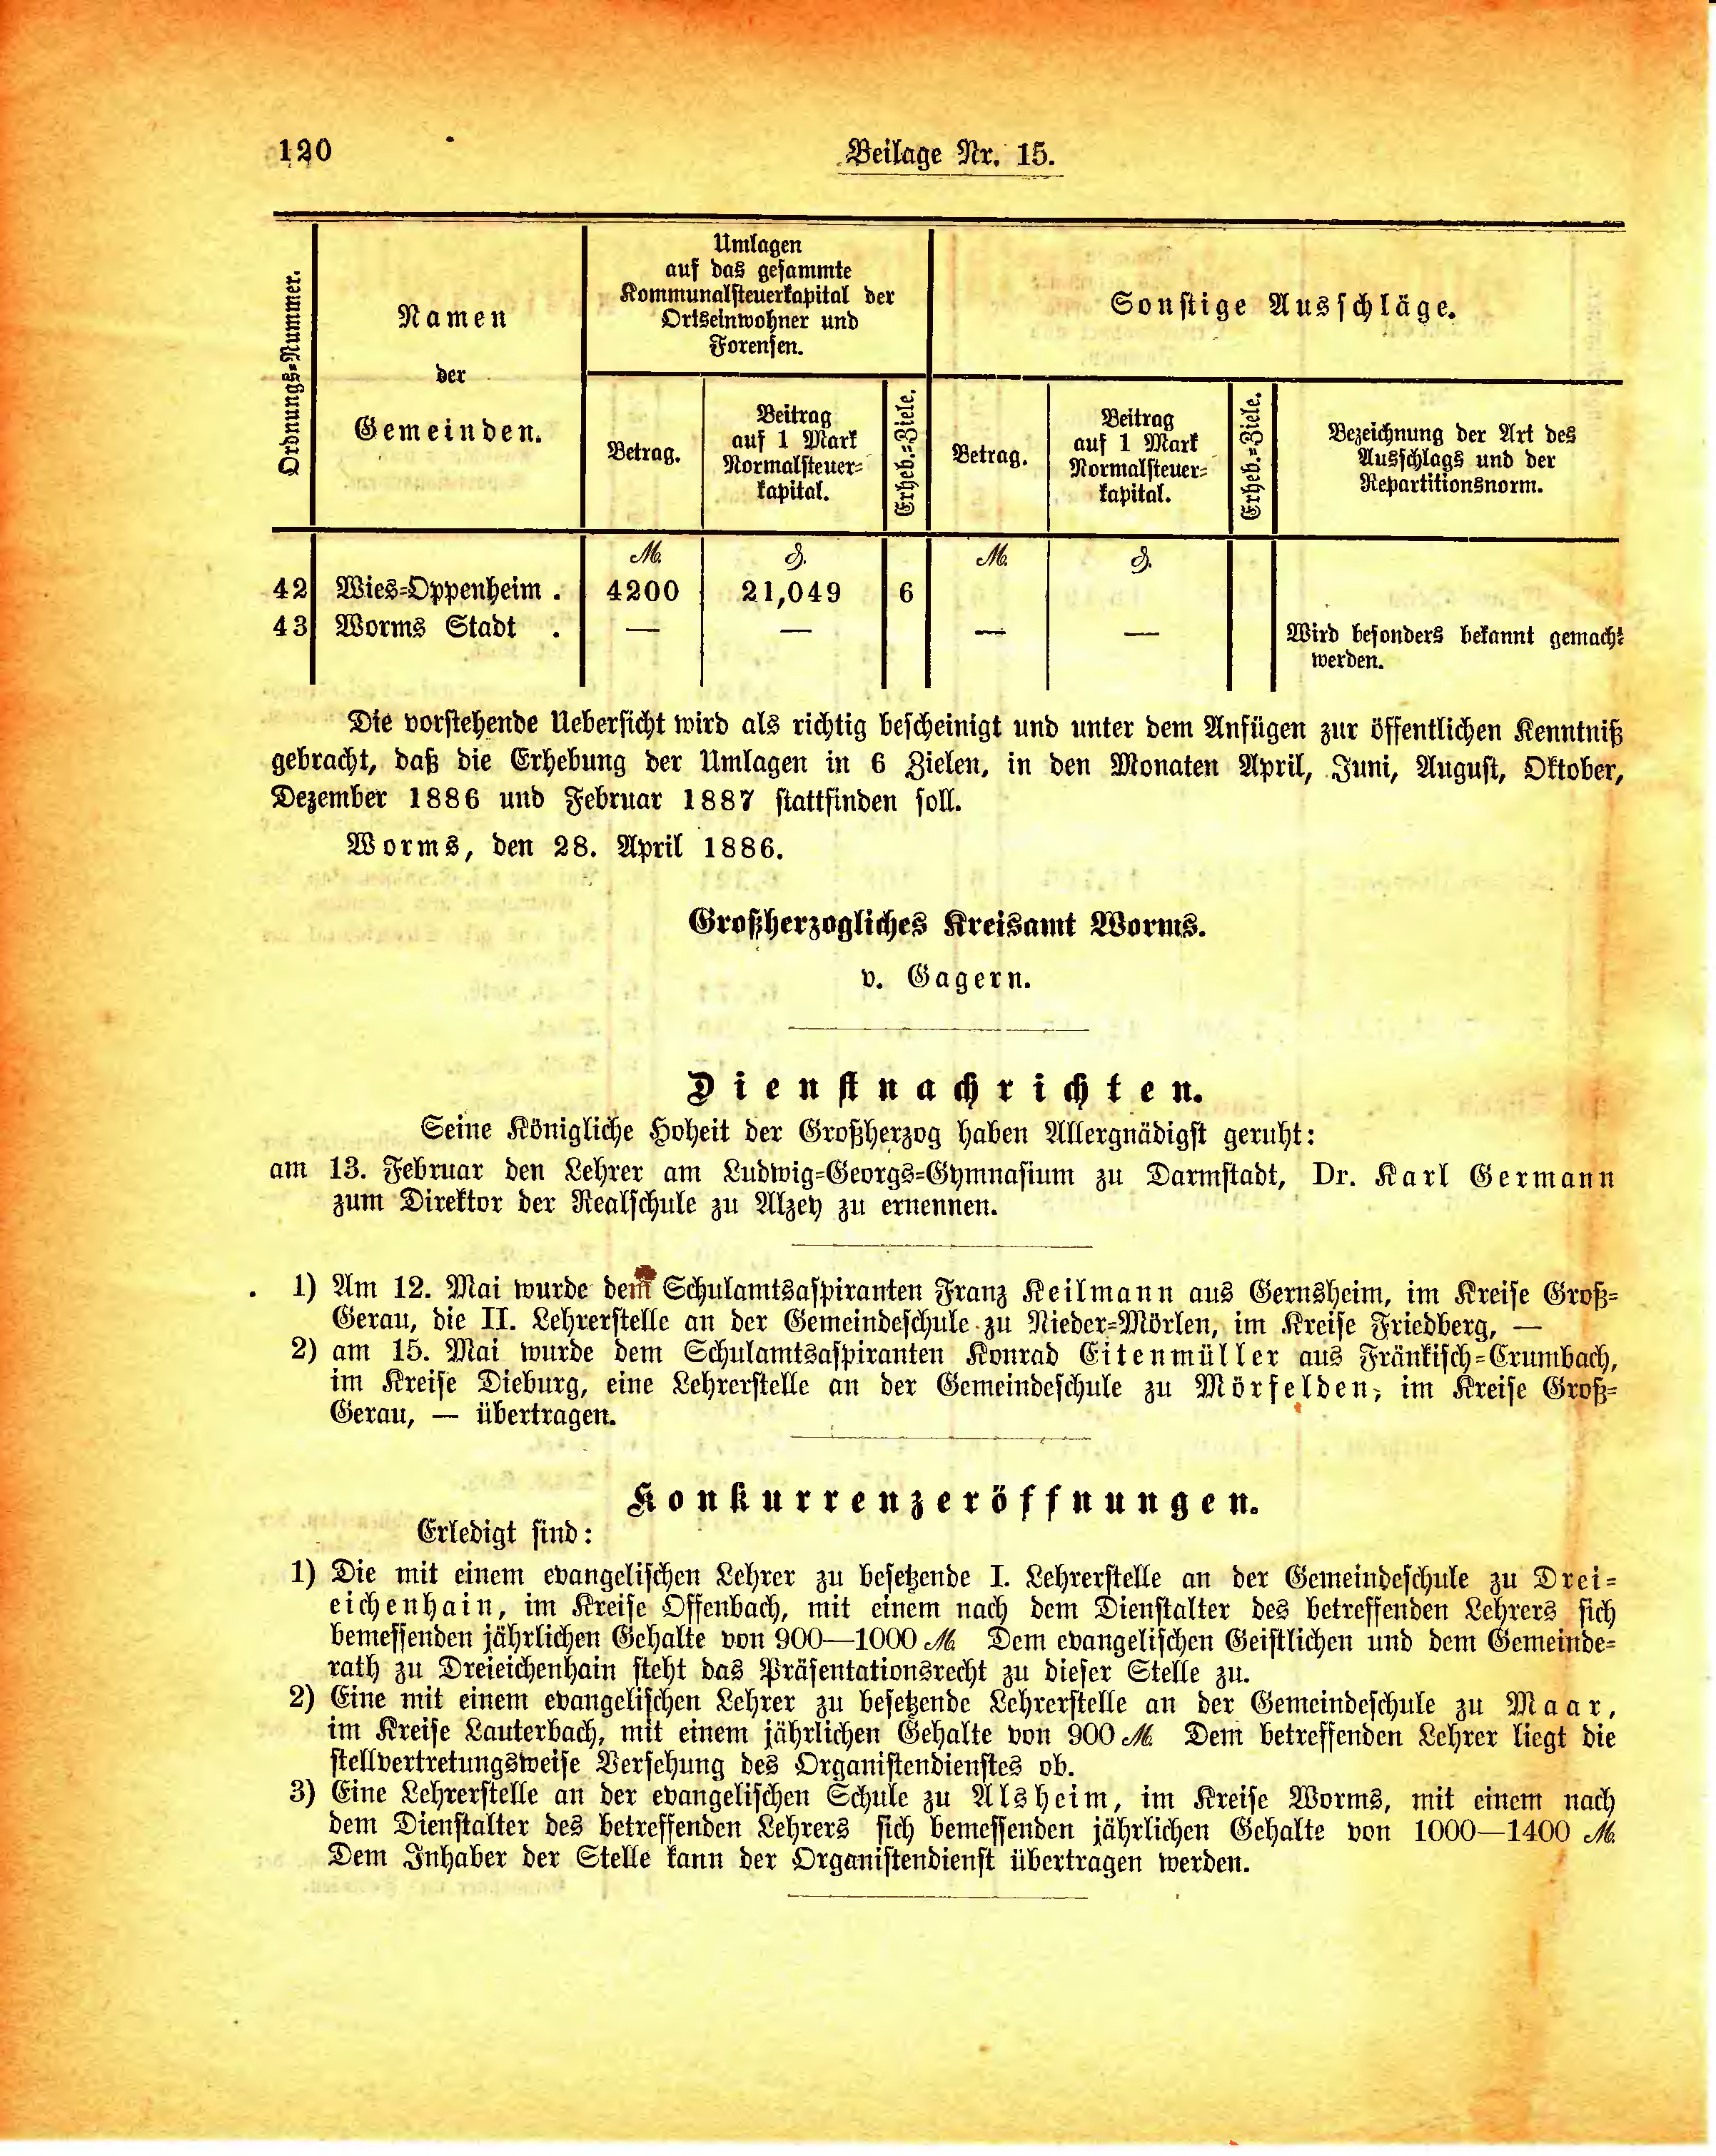 120
Beilage Nr. 15.
Ordnungs-Nummer.
Namen
der
Gemeinden.
Umlagen
auf das gesammte
Kommunalsteuerkapital der
Ortseinwohner und
Forensen.
Sonstige Ausschläge.
Betrag.
Beitrag
auf 1 Mark
Normalsteuer-
kapital.
Erheb.-Ziele.
Betrag.
Beitrag
auf 1 Mark
Normalsteuer-
kapital.
Erheb.-Ziele.
Bezeichnung der Art des
Ausschlags und der
Repartitionsnorm.
M. ₰. M. ₰.
42 Wies-Oppenheim . 4200 21,049 6
43 Worms Stadt . — — — — Wird besonders bekannt gemacht
werden.
Die vorstehende Uebersicht wird als richtig bescheinigt und unter dem Anfügen zur öffentlichen Kenntniß
gebracht, daß die Erhebung der Umlagen in 6 Zielen, in den Monaten April, Juni, August, Oktober,
Dezember 1886 und Februar 1887 stattfinden soll.
Worms, den 28. April 1886.
Großherzogliches Kreisamt Worms.
v. Gagern.
Dienstnachrichten.
Seine Königliche Hoheit der Großherzog haben Allergnädigst geruht:
am 13. Februar den Lehrer am Ludwig-Georgs-Gymnasium zu Darmstadt, Dr. Karl Germann
zum Direktor der Realschule zu Alzey zu ernennen.
1) Am 12. Mai wurde dem Schulamtsaspiranten Franz Keilmann aus Gernsheim, im Kreise Groß-
Gerau, die II. Lehrerstelle an der Gemeindeschule zu Nieder-Mörlen, im Kreise Friedberg, —
2) am 15. Mai wurde dem Schulamtsaspiranten Konrad Eitenmüller aus Fränkisch-Crumbach,
im Kreise Dieburg, eine Lehrerstelle an der Gemeindeschule zu Mörfelden, im Kreise Groß-
Gerau, — übertragen.
Konkurrenzeröffnungen.
Erledigt sind:
1) Die mit einem evangelischen Lehrer zu besetzende I. Lehrerstelle an der Gemeindeschule zu Drei-
eichenhain, im Kreise Offenbach, mit einem nach dem Dienstalter des betreffenden Lehrers sich
bemessenden jährlichen Gehalte von 900—1000 M. Dem evangelischen Geistlichen und dem Gemeinde-
rath zu Dreieichenhain steht das Präsentationsrecht zu dieser Stelle zu.
2) Eine mit einem evangelischen Lehrer zu besetzende Lehrerstelle an der Gemeindeschule zu Maar,
im Kreise Lauterbach, mit einem jährlichen Gehalte von 900 M. Dem betreffenden Lehrer liegt die
stellvertretungsweise Versehung des Organistendienstes ob.
3) Eine Lehrerstelle an der evangelischen Schule zu Alsheim, im Kreise Worms, mit einem nach
dem Dienstalter des betreffenden Lehrers sich bemessenden jährlichen Gehalte von 1000—1400 M.
Dem Inhaber der Stelle kann der Organistendienst übertragen werden.